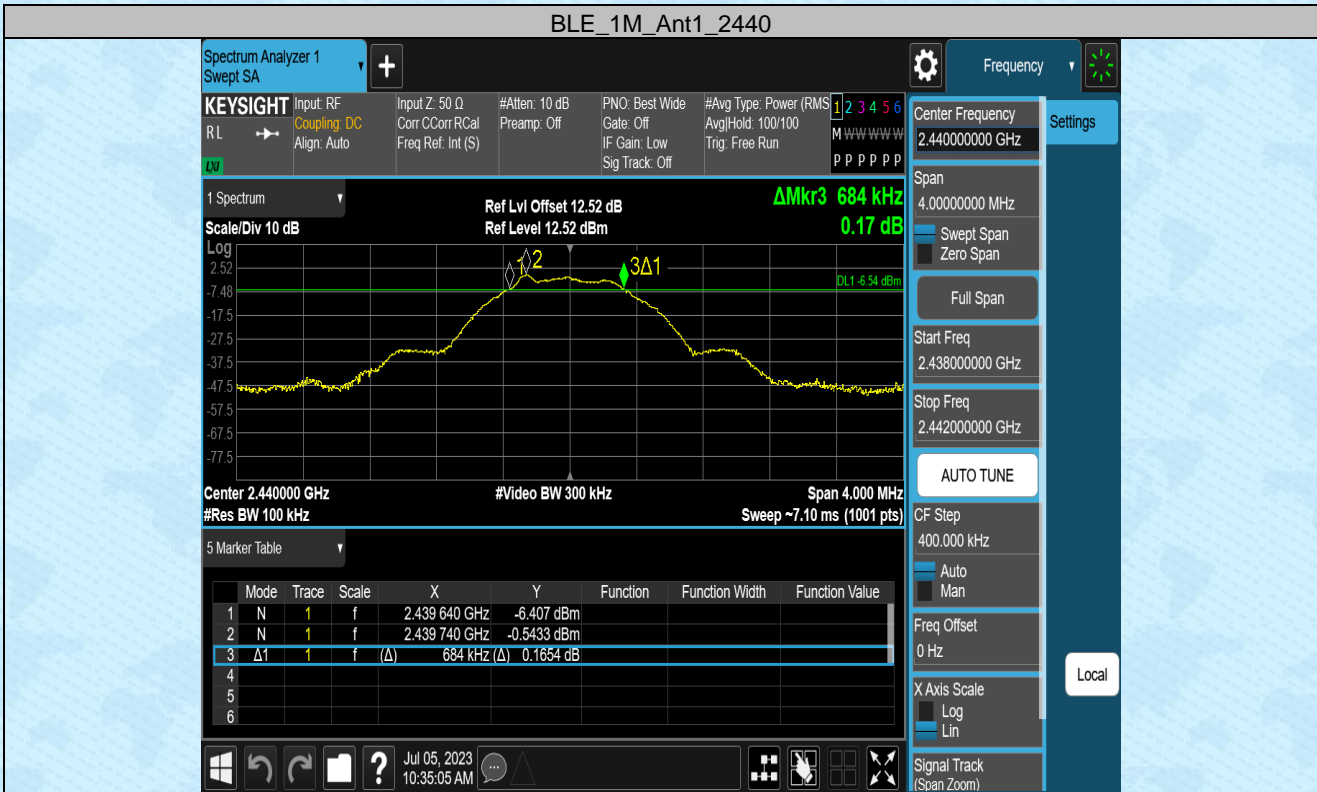 BLE_1M_Ant1_2440
Spectrum Analyzer 1
Swept SA
+
Frequency
KEYSIGHT
RL
LXI
Input: RF
Coupling: DC
Align: Auto
Input Z: 50 Ω
Corr CCorr RCal
Freq Ref: Int (S)
#Atten: 10 dB
Preamp: Off
PNO: Best Wide
Gate: Off
IF Gain: Low
Sig Track: Off
#Avg Type: Power (RMS
Avg|Hold: 100/100
Trig: Free Run
1 2 3 4 5 6
M W W W W W
P P P P P P
Center Frequency
2.440000000 GHz
Settings
Span
4.00000000 MHz
Swept Span
Zero Span
Full Span
Start Freq
2.438000000 GHz
Stop Freq
2.442000000 GHz
AUTO TUNE
CF Step
400.000 kHz
Auto
Man
Freq Offset
0 Hz
X Axis Scale
Log
Lin
Signal Track
(Span Zoom)
Local
1 Spectrum
Scale/Div 10 dB
Ref Lvl Offset 12.52 dB
Ref Level 12.52 dBm
ΔMkr3 684 kHz
0.17 dB
Log
2.52
-7.48
-17.5
-27.5
-37.5
-47.5
-57.5
-67.5
-77.5
1
2
3Δ1
DL1 -6.54 dBm
Center 2.440000 GHz
#Video BW 300 kHz
Span 4.000 MHz
#Res BW 100 kHz
Sweep ~7.10 ms (1001 pts)
5 Marker Table
Mode Trace Scale X Y Function Function Width Function Value
1 N 1 f 2.439 640 GHz -6.407 dBm
2 N 1 f 2.439 740 GHz -0.5433 dBm
3 Δ1 1 f (Δ) 684 kHz (Δ) 0.1654 dB
4
5
6
?
Jul 05, 2023
10:35:05 AM